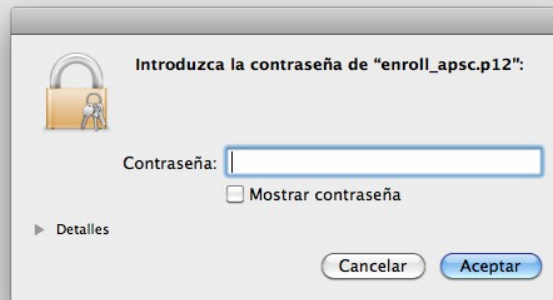 Introduzca la contraseña de “enroll_apsc.p12”:
Contraseña:
Mostrar contraseña
Detalles
Cancelar Aceptar